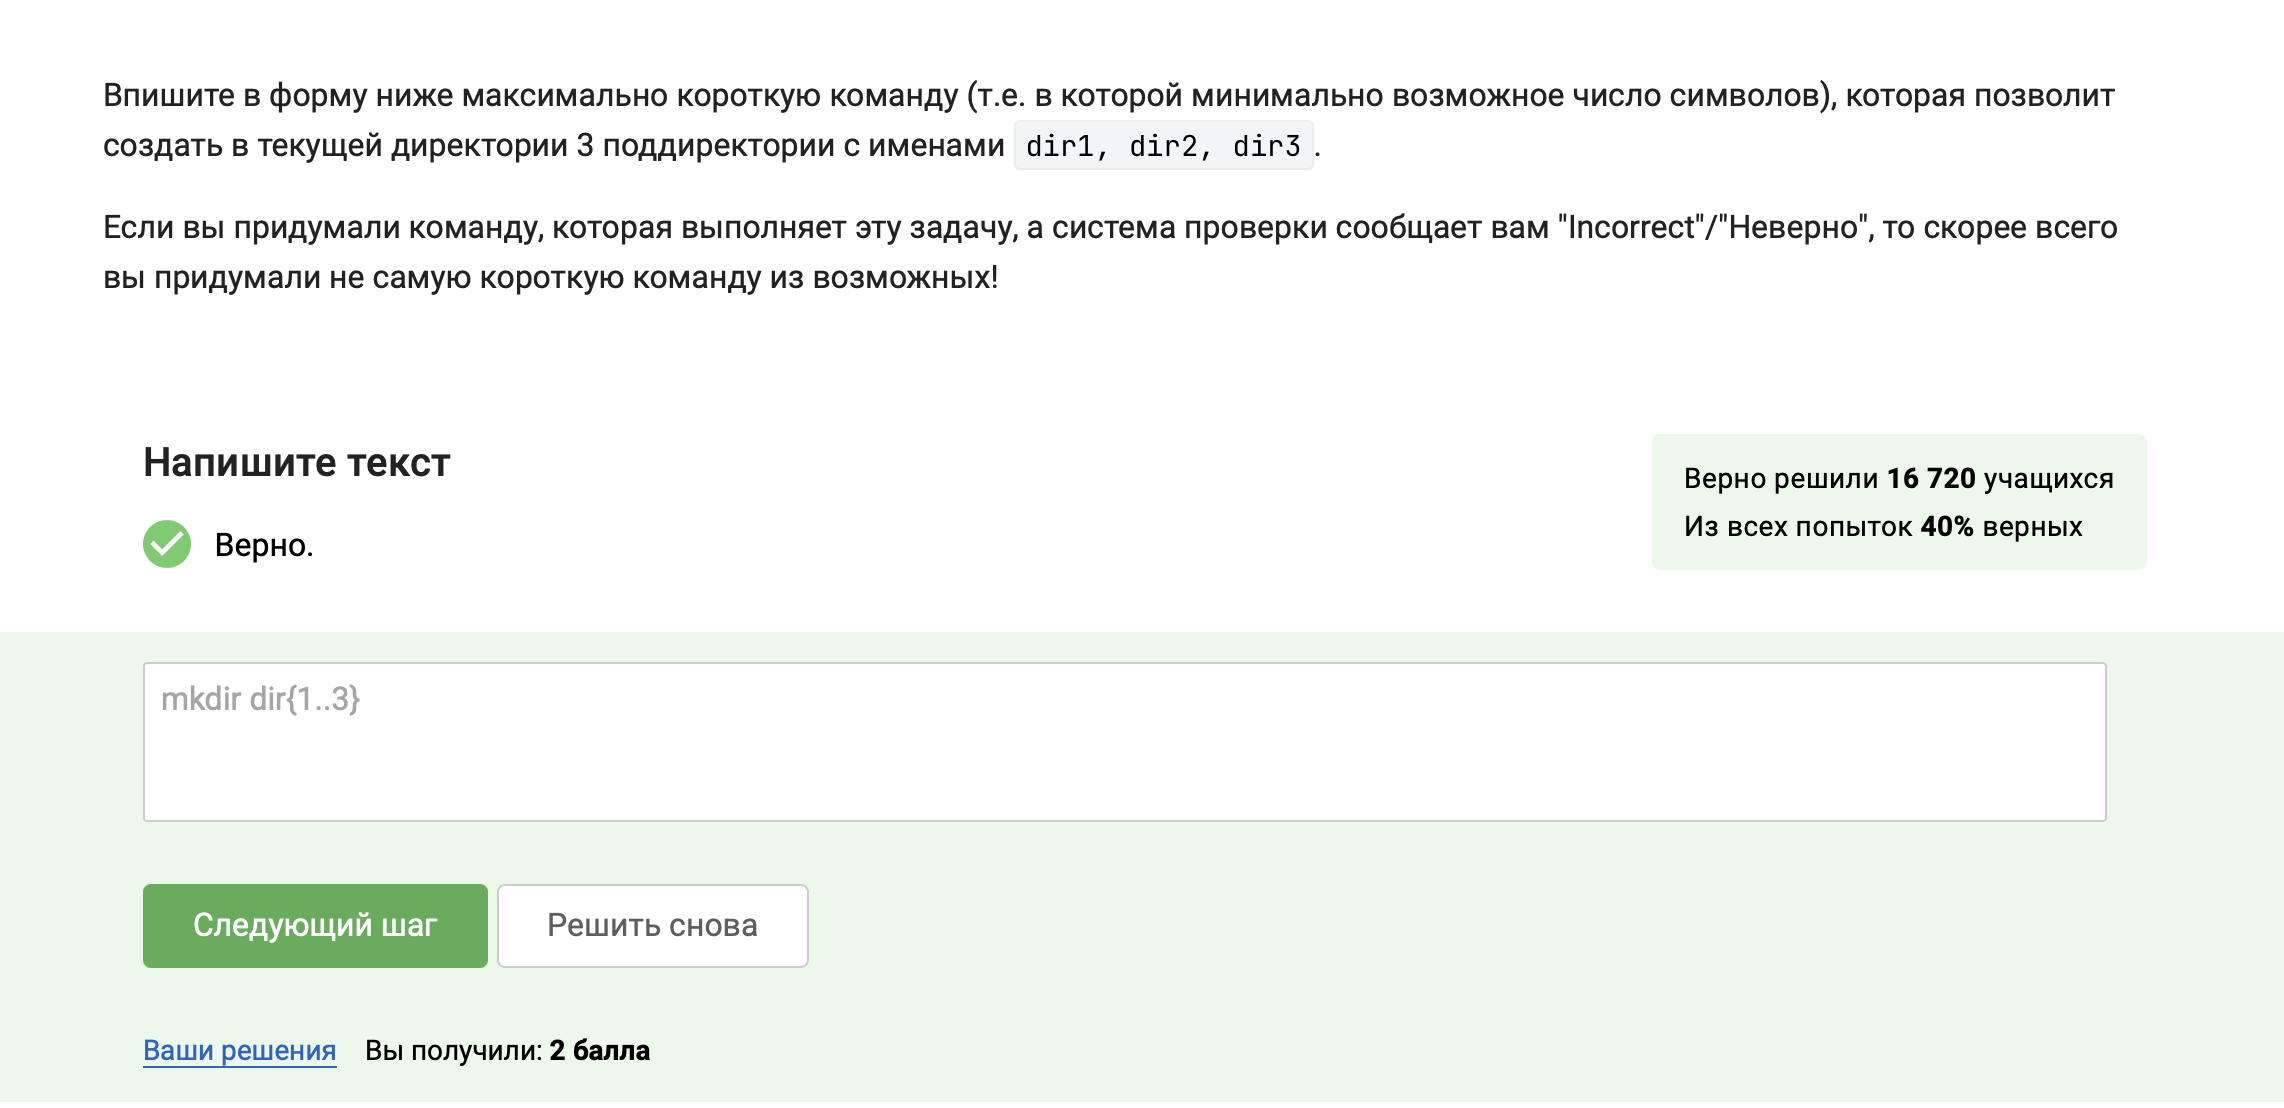 Впишите в форму ниже максимально короткую команду (т.е. в которой минимально возможное число символов), которая позволит
создать в текущей директории 3 поддиректории с именами dir1, dir2, dir3.
Если вы придумали команду, которая выполняет эту задачу, а система проверки сообщает вам "Incorrect"/"Неверно", то скорее всего
вы придумали не самую короткую команду из возможных!
Напишите текст
Верно.
Верно решили 16 720 учащихся
Из всех попыток 40% верных
mkdir dir{1..3}
Следующий шаг
Решить снова
Ваши решения Вы получили: 2 балла